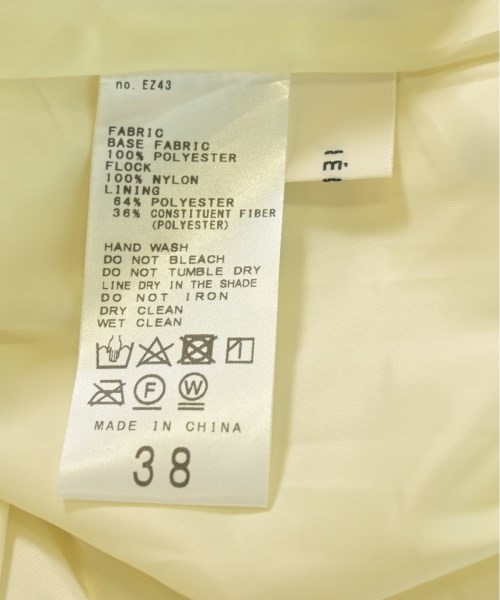 no. EZ43
FABRIC
BASE FABRIC
100% POLYESTER
FLOCK
100% NYLON
LINING
64% POLYESTER
36% CONSTITUENT FIBER
(POLYESTER)
HAND WASH
DO NOT BLEACH
DO NOT TUMBLE DRY
LINE DRY IN THE SHADE
DO NOT IRON
DRY CLEAN
WET CLEAN
F W
MADE IN CHINA
38